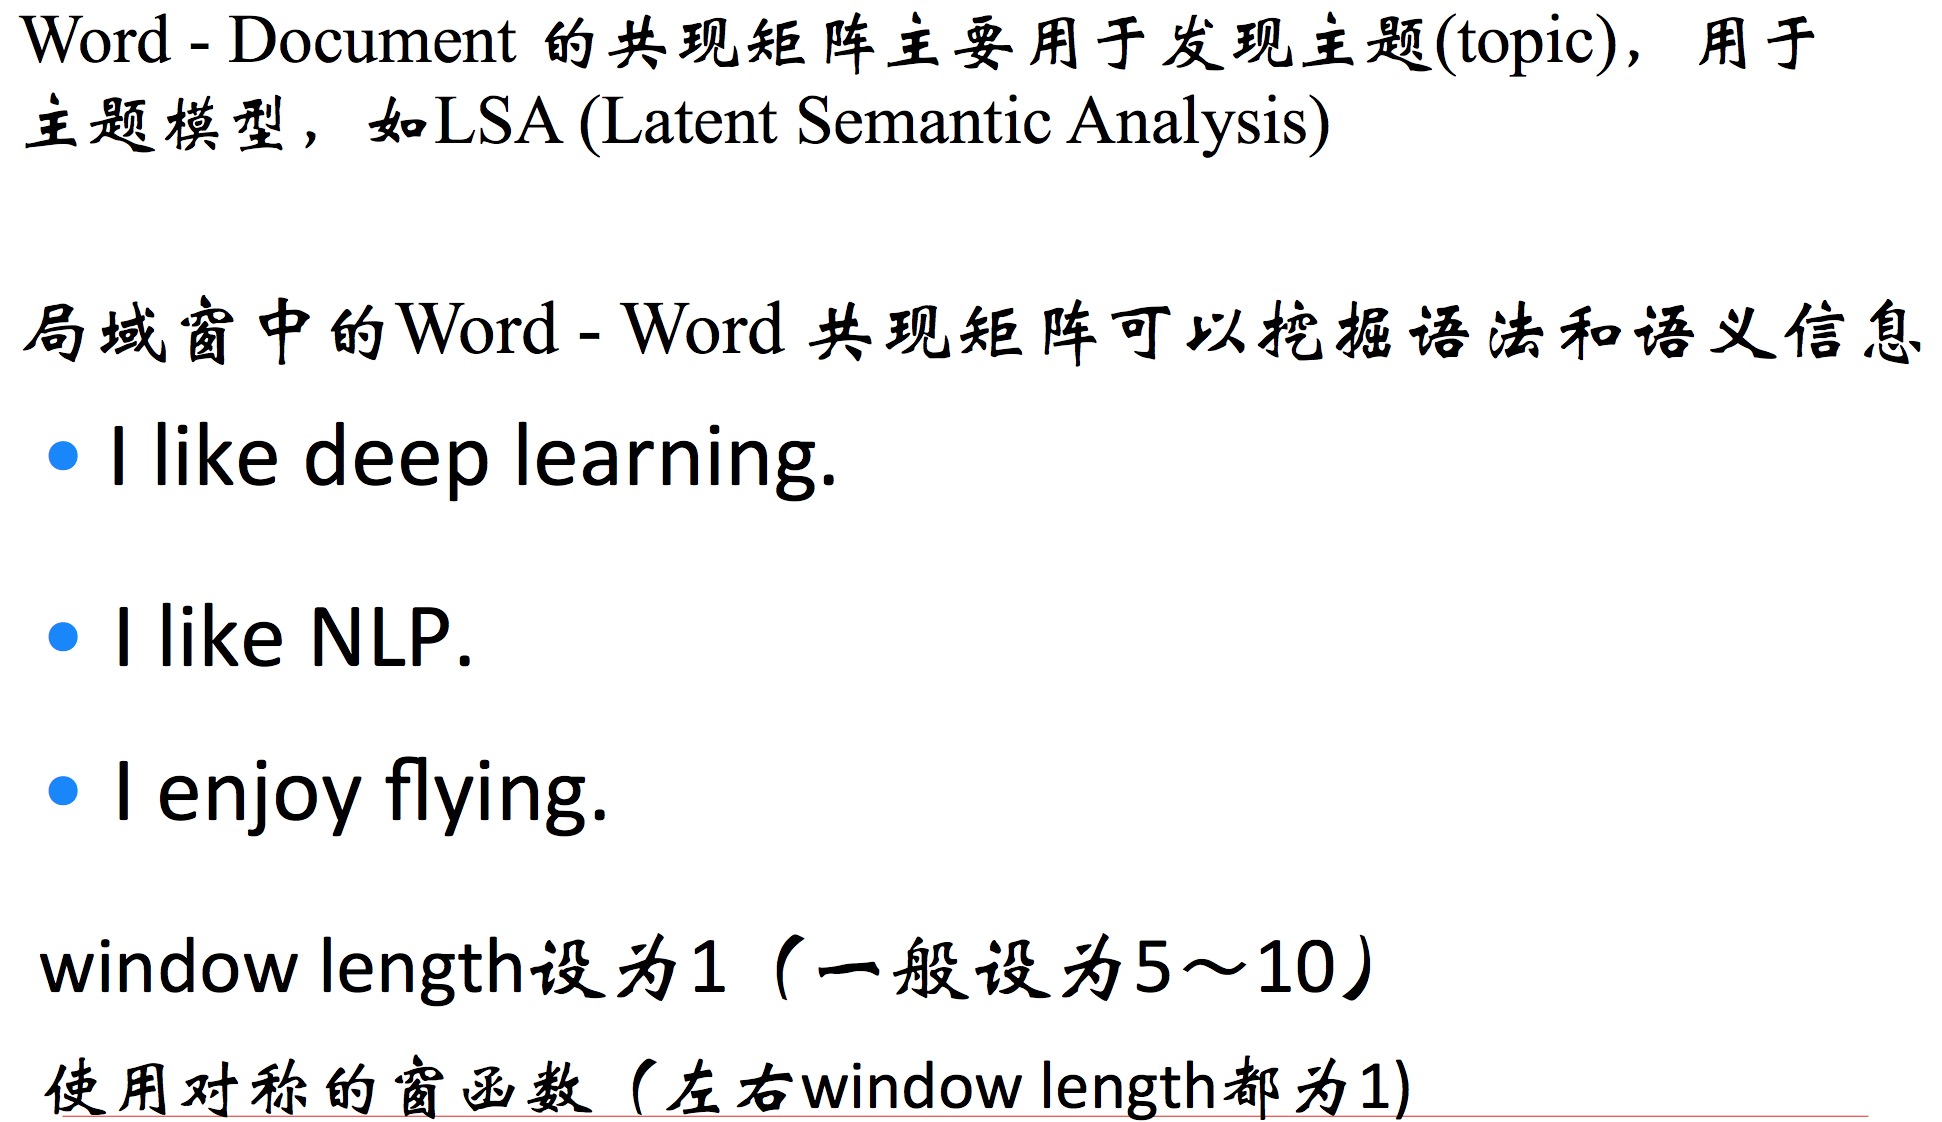 Word - Document 的共现矩阵主要用于发现主题(topic)，用于
主题模型，如LSA (Latent Semantic Analysis)
局域窗中的Word - Word 共现矩阵可以挖掘语法和语义信息
• I like deep learning.
• I like NLP.
• I enjoy flying.
window length设为1（一般设为5～10）
使用对称的窗函数（左右window length都为1)